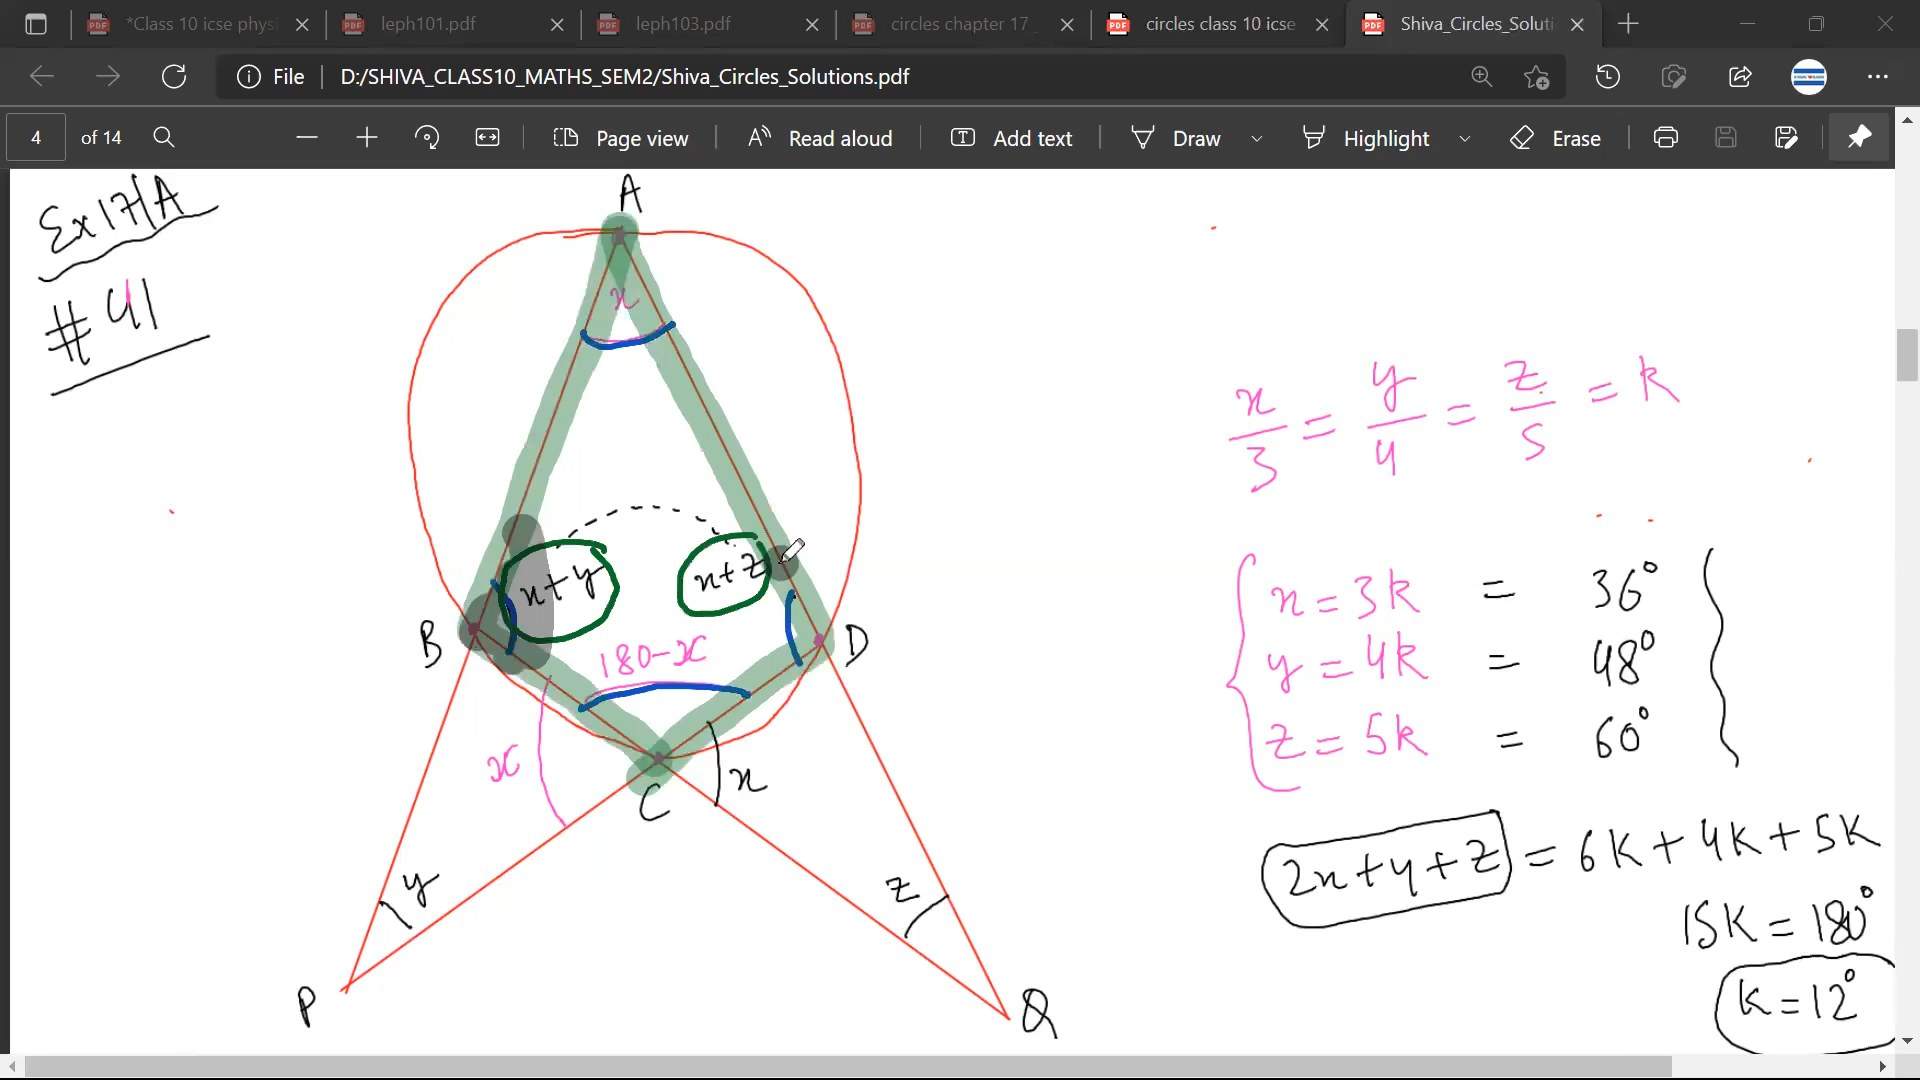 *Class 10 icse physi
leph101.pdf
leph103.pdf
circles chapter 17
circles class 10 icse
Shiva_Circles_Soluti
File
D:/SHIVA_CLASS10_MATHS_SEM2/Shiva_Circles_Solutions.pdf
4 of 14
Page view
Read aloud
Add text
Draw
Highlight
Erase
Ex 17/A
# 41
A
x
x+y
x+z
B
D
180-x
x
C
x
y
z
P
Q
x/3 = y/4 = z/5 = k
x = 3k = 36°
y = 4k = 48°
z = 5k = 60°
2x+y+z = 6k+4k+5k
15k = 180°
k = 12°